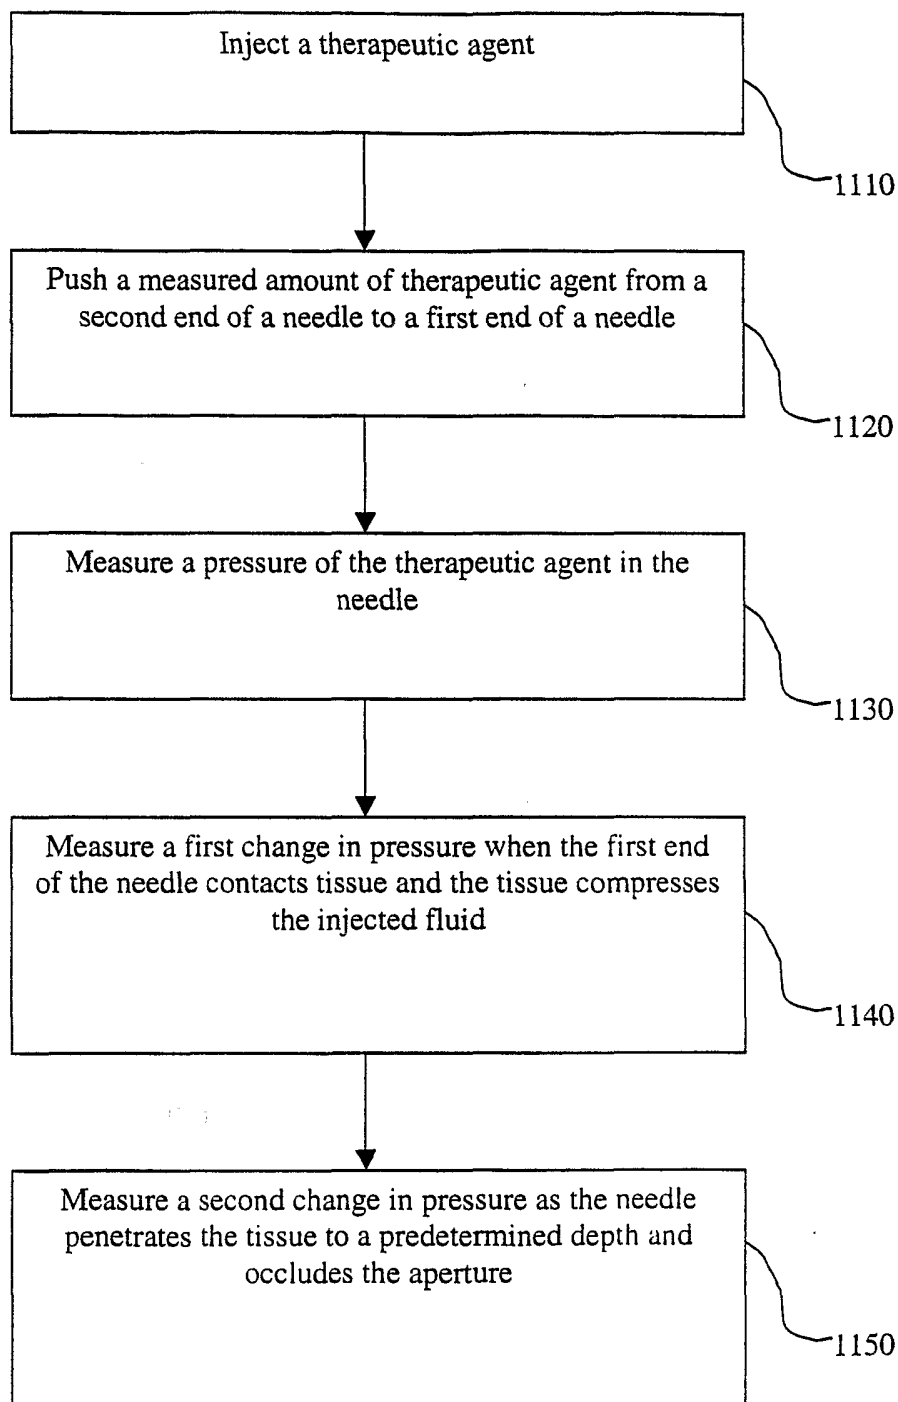 Inject a therapeutic agent
1110
Push a measured amount of therapeutic agent from a
second end of a needle to a first end of a needle
1120
Measure a pressure of the therapeutic agent in the
needle
1130
Measure a first change in pressure when the first end
of the needle contacts tissue and the tissue compresses
the injected fluid
1140
Measure a second change in pressure as the needle
penetrates the tissue to a predetermined depth and
occludes the aperture
1150